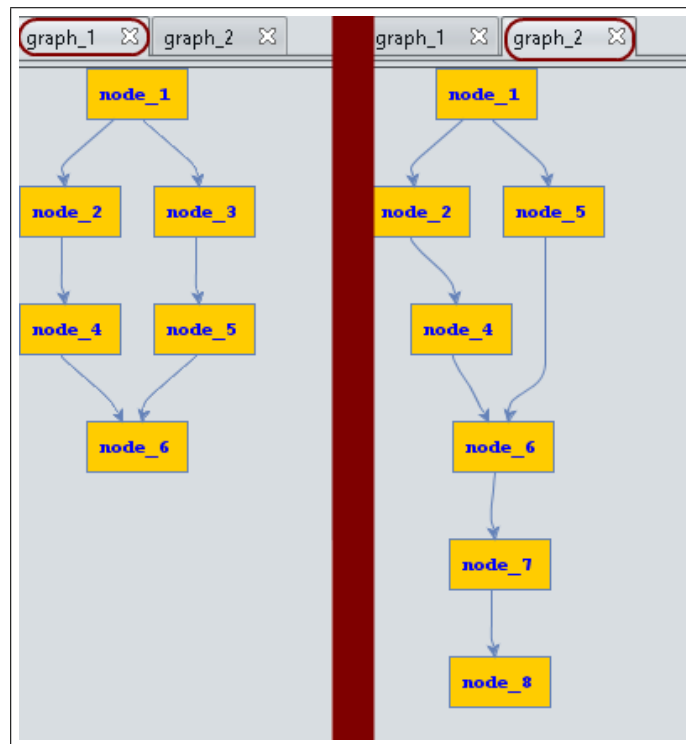 graph_1 graph_2
node_1
node_2 node_3
node_4 node_5
node_6
graph_1 graph_2
node_1
node_2 node_5
node_4
node_6
node_7
node_8